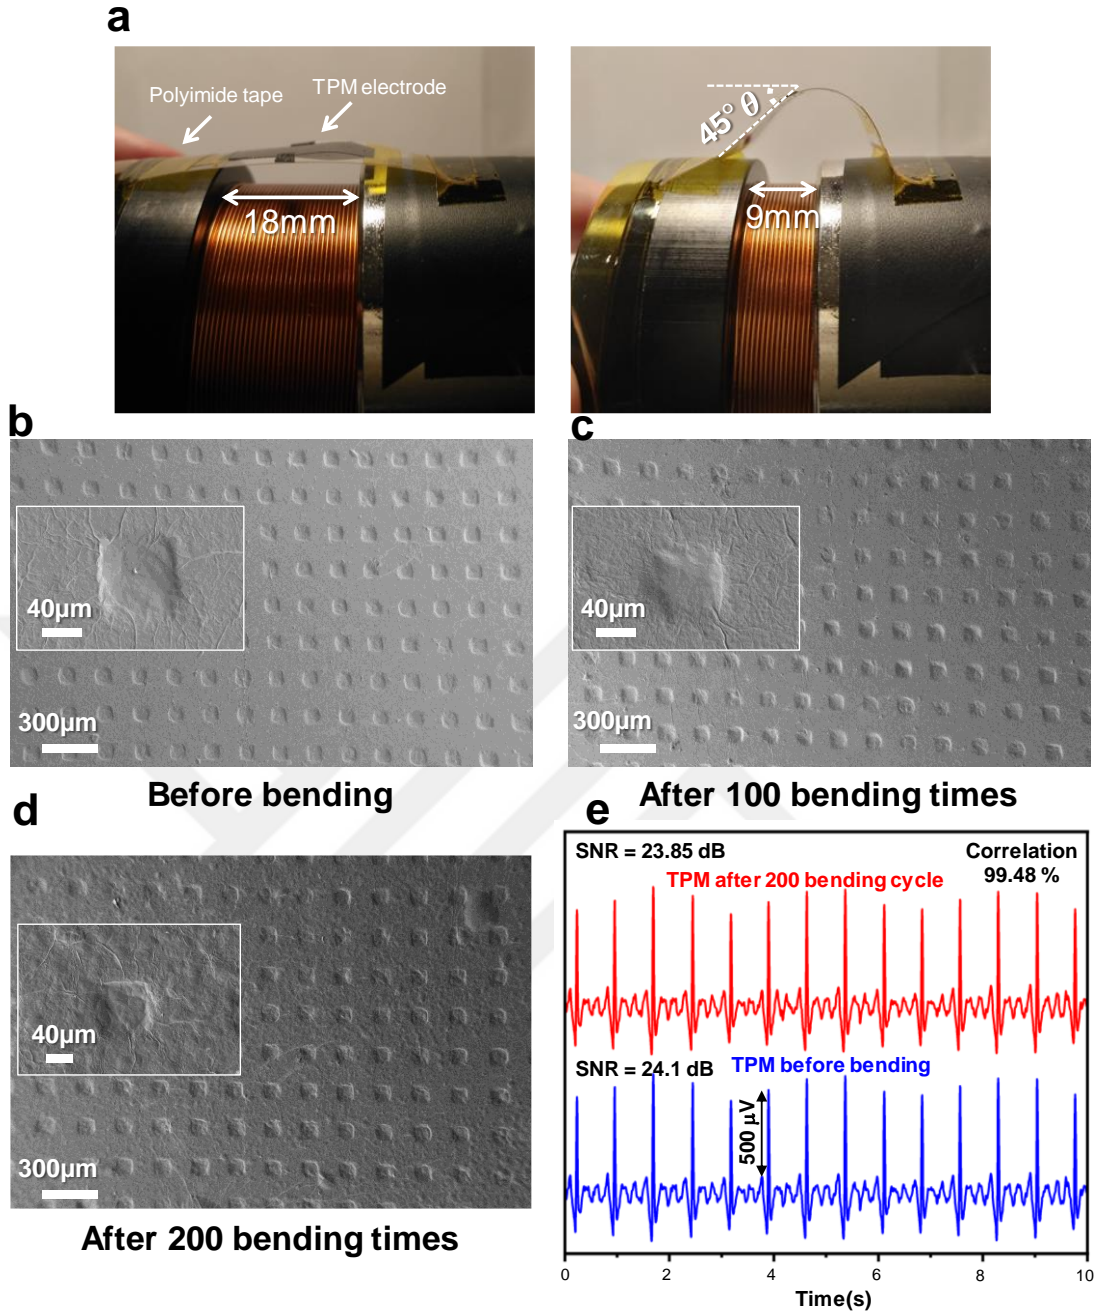 a
Polyimide tape
TPM electrode
18mm
45° θ
9mm
b
40µm
300µm
Before bending
c
40µm
300µm
After 100 bending times
d
40µm
300µm
After 200 bending times
e
SNR = 23.85 dB
Correlation
99.48 %
TPM after 200 bending cycle
SNR = 24.1 dB
TPM before bending
500 µV
0 2 4 6 8 10
Time(s)